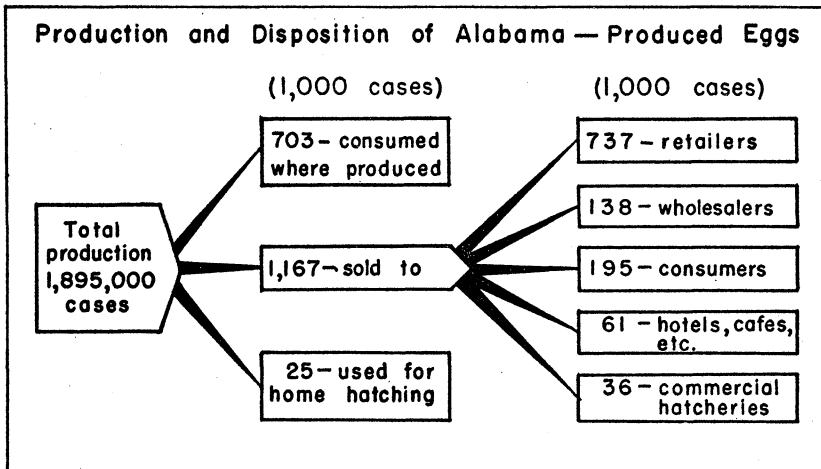 Production and Disposition of Alabama — Produced Eggs
(1,000 cases)
(1,000 cases)
Total
production
1,895,000
cases
703 – consumed
where produced
1,167 – sold to
25 – used for
home hatching
737 – retailers
138 – wholesalers
195 – consumers
61 – hotels, cafes,
etc.
36 – commercial
hatcheries